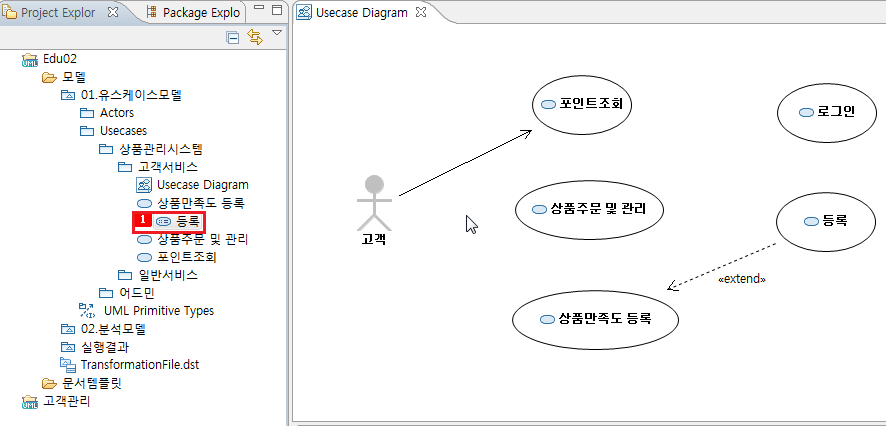 Project Explor
Package Explo
Edu02
모델
01.유스케이스모델
Actors
Usecases
상품관리시스템
고객서비스
Usecase Diagram
상품만족도 등록
1 등록
상품주문 및 관리
포인트조회
일반서비스
어드민
UML Primitive Types
02.분석모델
실행결과
TransformationFile.dst
문서템플릿
UML 고객관리
Usecase Diagram
포인트조회
로그인
고객
상품주문 및 관리
등록
«extend»
상품만족도 등록